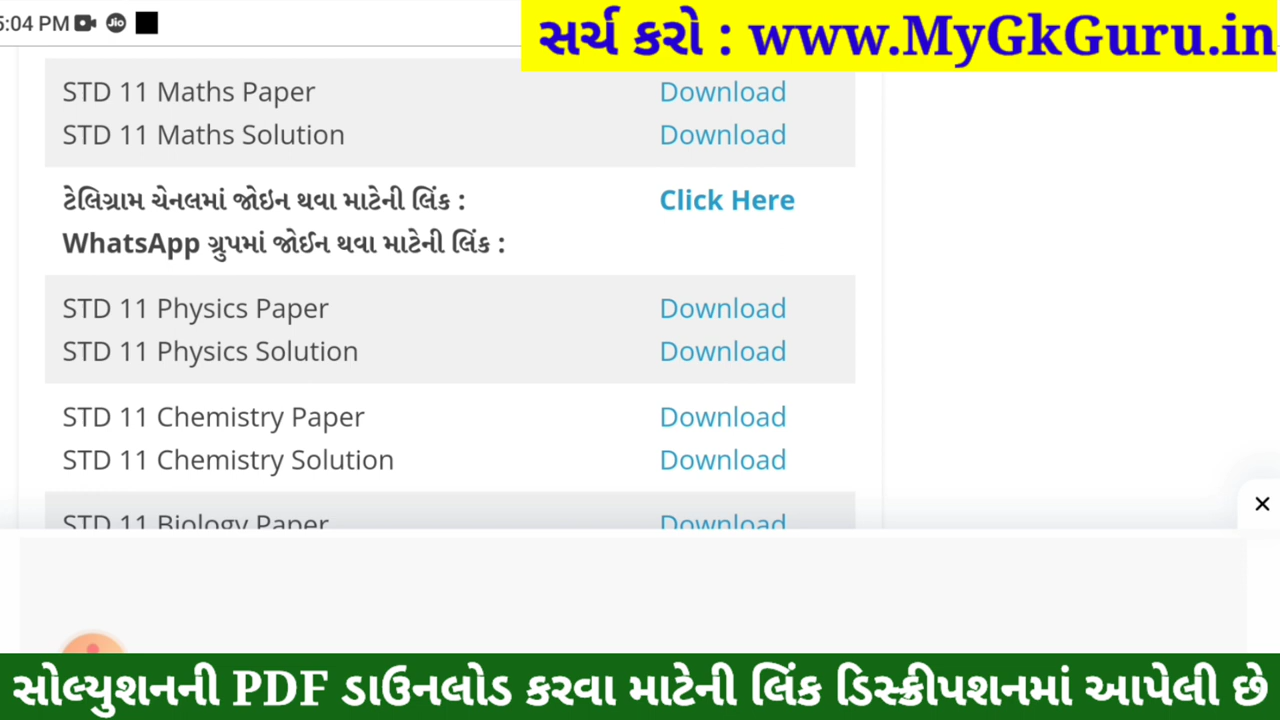 5:04 PM Jio
સર્ચ કરો : www.MyGkGuru.in
STD 11 Maths Paper Download
STD 11 Maths Solution Download
ટેલિગ્રામ ચેનલમાં જોઇન થવા માટેની લિંક : Click Here
WhatsApp ગ્રુપમાં જોઈન થવા માટેની લિંક :
STD 11 Physics Paper Download
STD 11 Physics Solution Download
STD 11 Chemistry Paper Download
STD 11 Chemistry Solution Download
STD 11 Biology Paper Download
સોલ્યુશનની PDF ડાઉનલોડ કરવા માટેની લિંક ડિસ્ક્રીપશનમાં આપેલી છે